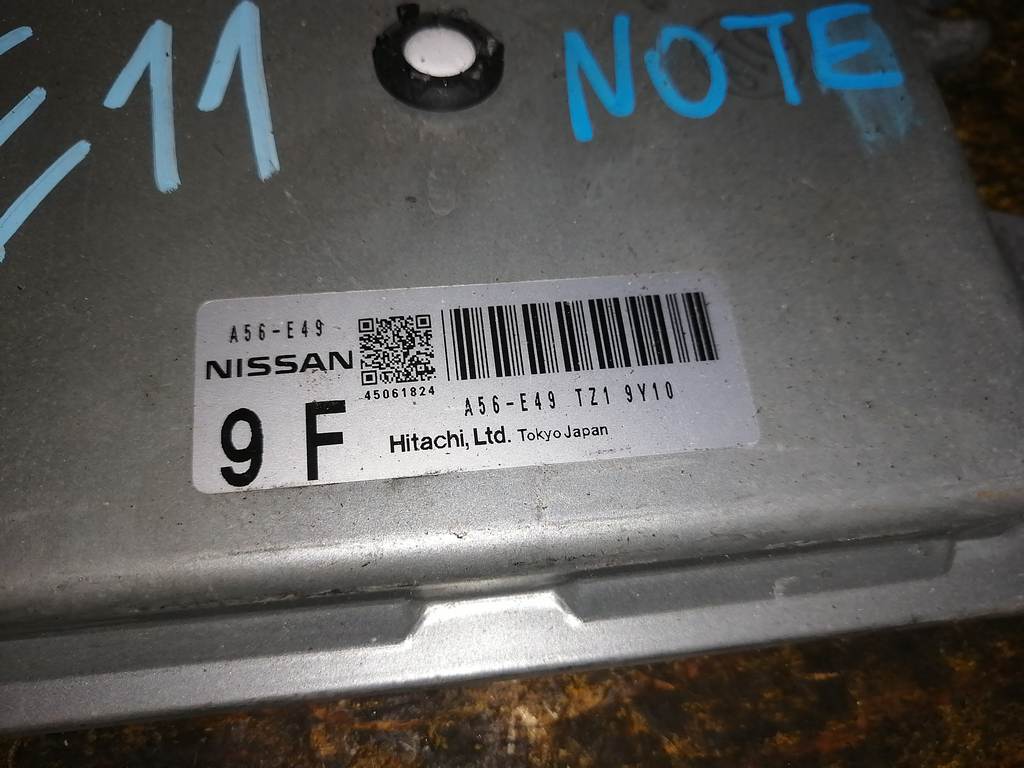 E11 NOTE
A56-E49
NISSAN
45061824
9 F
A56-E49 TZ1 9Y10
Hitachi, Ltd. Tokyo Japan